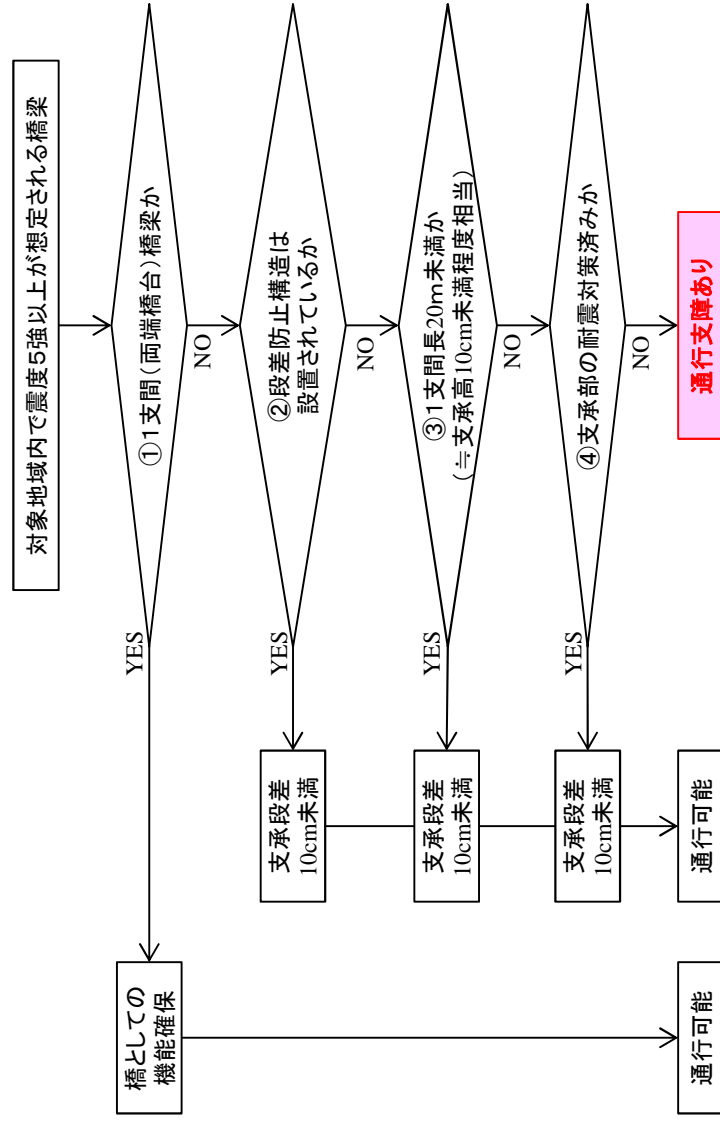 対象地域内で震度5強以上が想定される橋梁
①1支間(両端橋台)橋梁か
YES
NO
橋としての
機能確保
②段差防止構造は
設置されているか
YES
NO
支承段差
10cm未満
③1支間長20m未満か
(≒支承高10cm未満程度相当)
YES
NO
支承段差
10cm未満
④支承部の耐震対策済みか
YES
NO
支承段差
10cm未満
通行可能
通行可能
通行支障あり